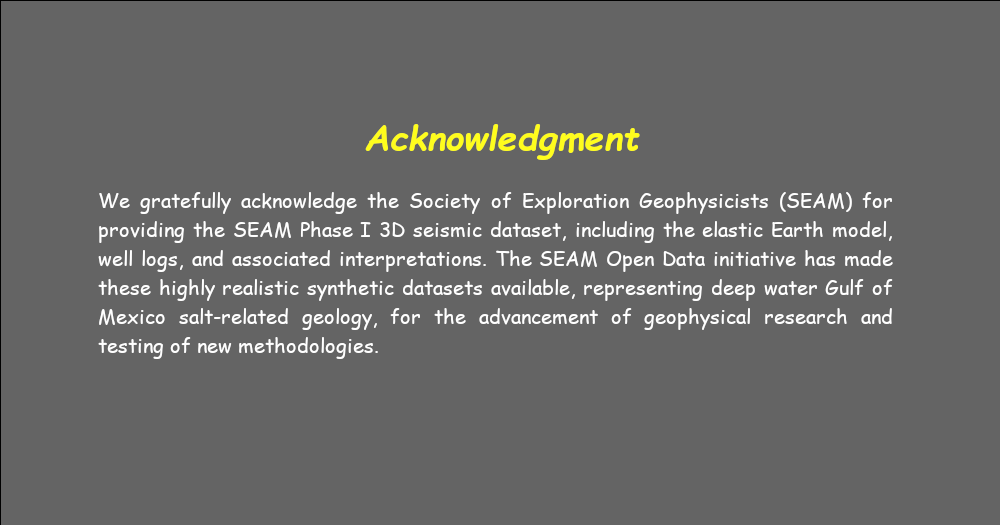 Acknowledgment
We gratefully acknowledge the Society of Exploration Geophysicists (SEAM) for
providing the SEAM Phase I 3D seismic dataset, including the elastic Earth model,
well logs, and associated interpretations. The SEAM Open Data initiative has made
these highly realistic synthetic datasets available, representing deep water Gulf of
Mexico salt-related geology, for the advancement of geophysical research and
testing of new methodologies.